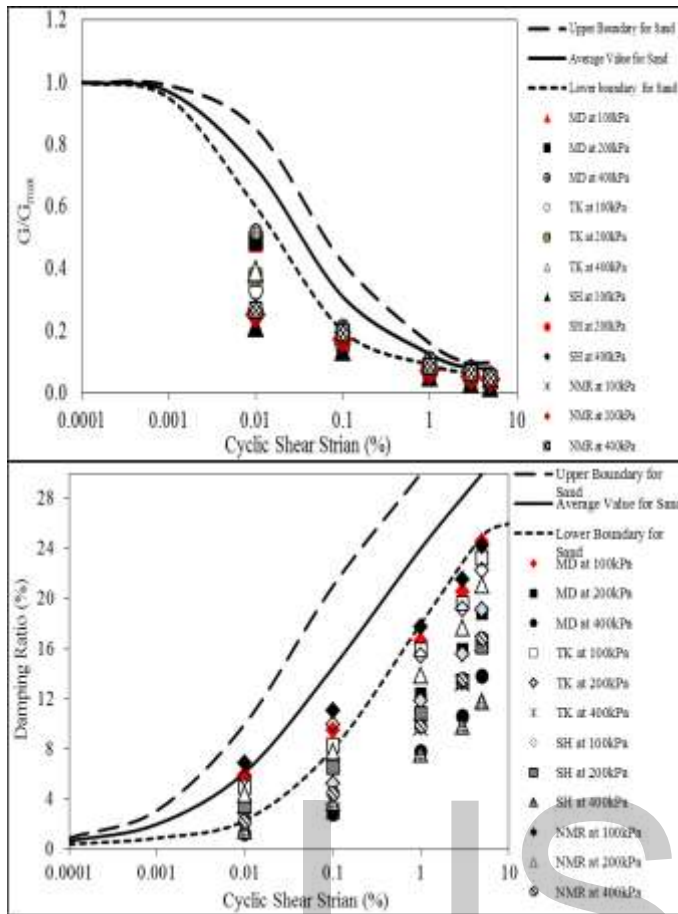 1.2
1.0
0.8
0.6
0.4
0.2
0.0
G/Gmax
0.0001 0.001 0.01 0.1 1 10
Cyclic Shear Strian (%)
Upper Boundary for Sand
Average Value for Sand
Lower boundary for Sand
MD at 100kPa
MD at 200kPa
MD at 400kPa
TK at 100kPa
TK at 200kPa
TK at 400kPa
SH at 100kPa
SH at 200kPa
SH at 400kPa
NMR at 100kPa
NMR at 200kPa
NMR at 400kPa
28
24
20
16
12
8
4
0
Damping Ratio (%)
0.0001 0.001 0.01 0.1 1 10
Cyclic Shear Strian (%)
Upper Boundary for
Sand
Average Value for Sand
Lower Boundary for
Sand
MD at 100kPa
MD at 200kPa
MD at 400kPa
TK at 100kPa
TK at 200kPa
TK at 400kPa
SH at 100kPa
SH at 200kPa
SH at 400kPa
NMR at 100kPa
NMR at 200kPa
NMR at 400kPa